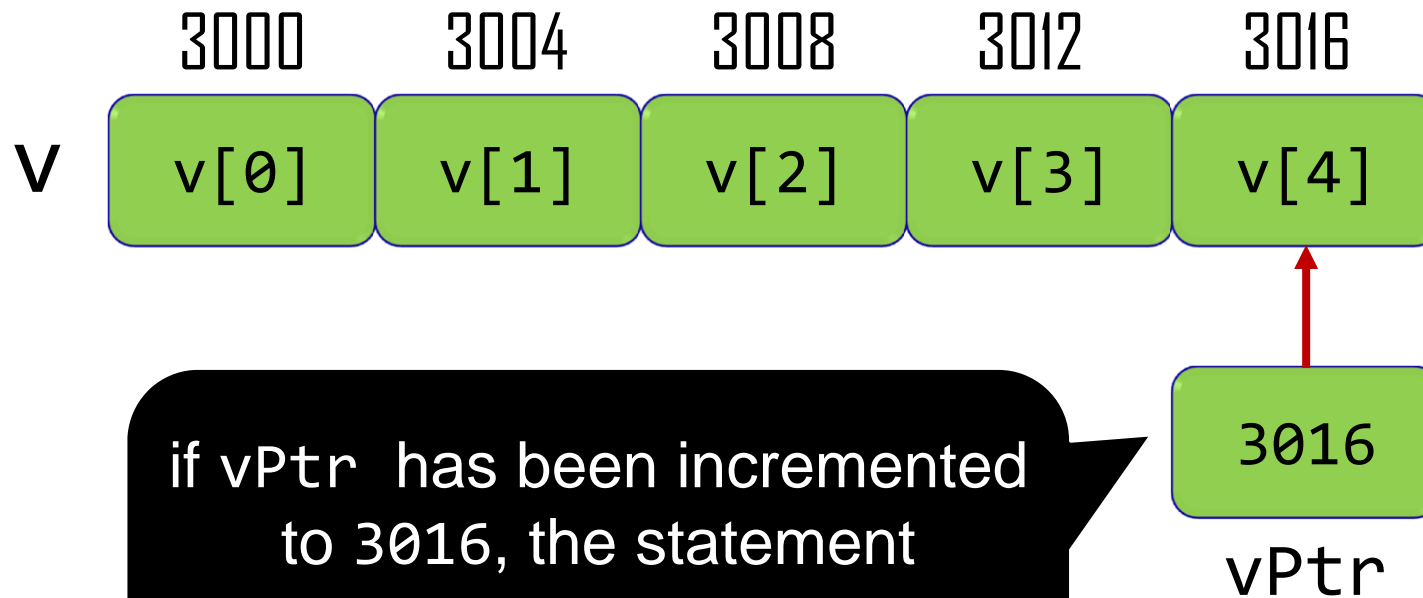 3000 3004 3008 3012 3016
v v[0] v[1] v[2] v[3] v[4]
3016
if vPtr has been incremented
to 3016, the statement
vPtr